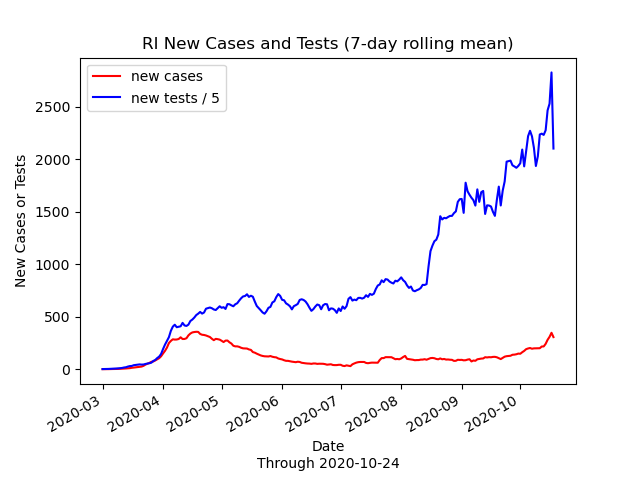 RI New Cases and Tests (7-day rolling mean)
new cases
new tests / 5
New Cases or Tests
2500
2000
1500
1000
500
0
2020-03
2020-04
2020-05
2020-06
2020-07
2020-08
2020-09
2020-10
Date
Through 2020-10-24